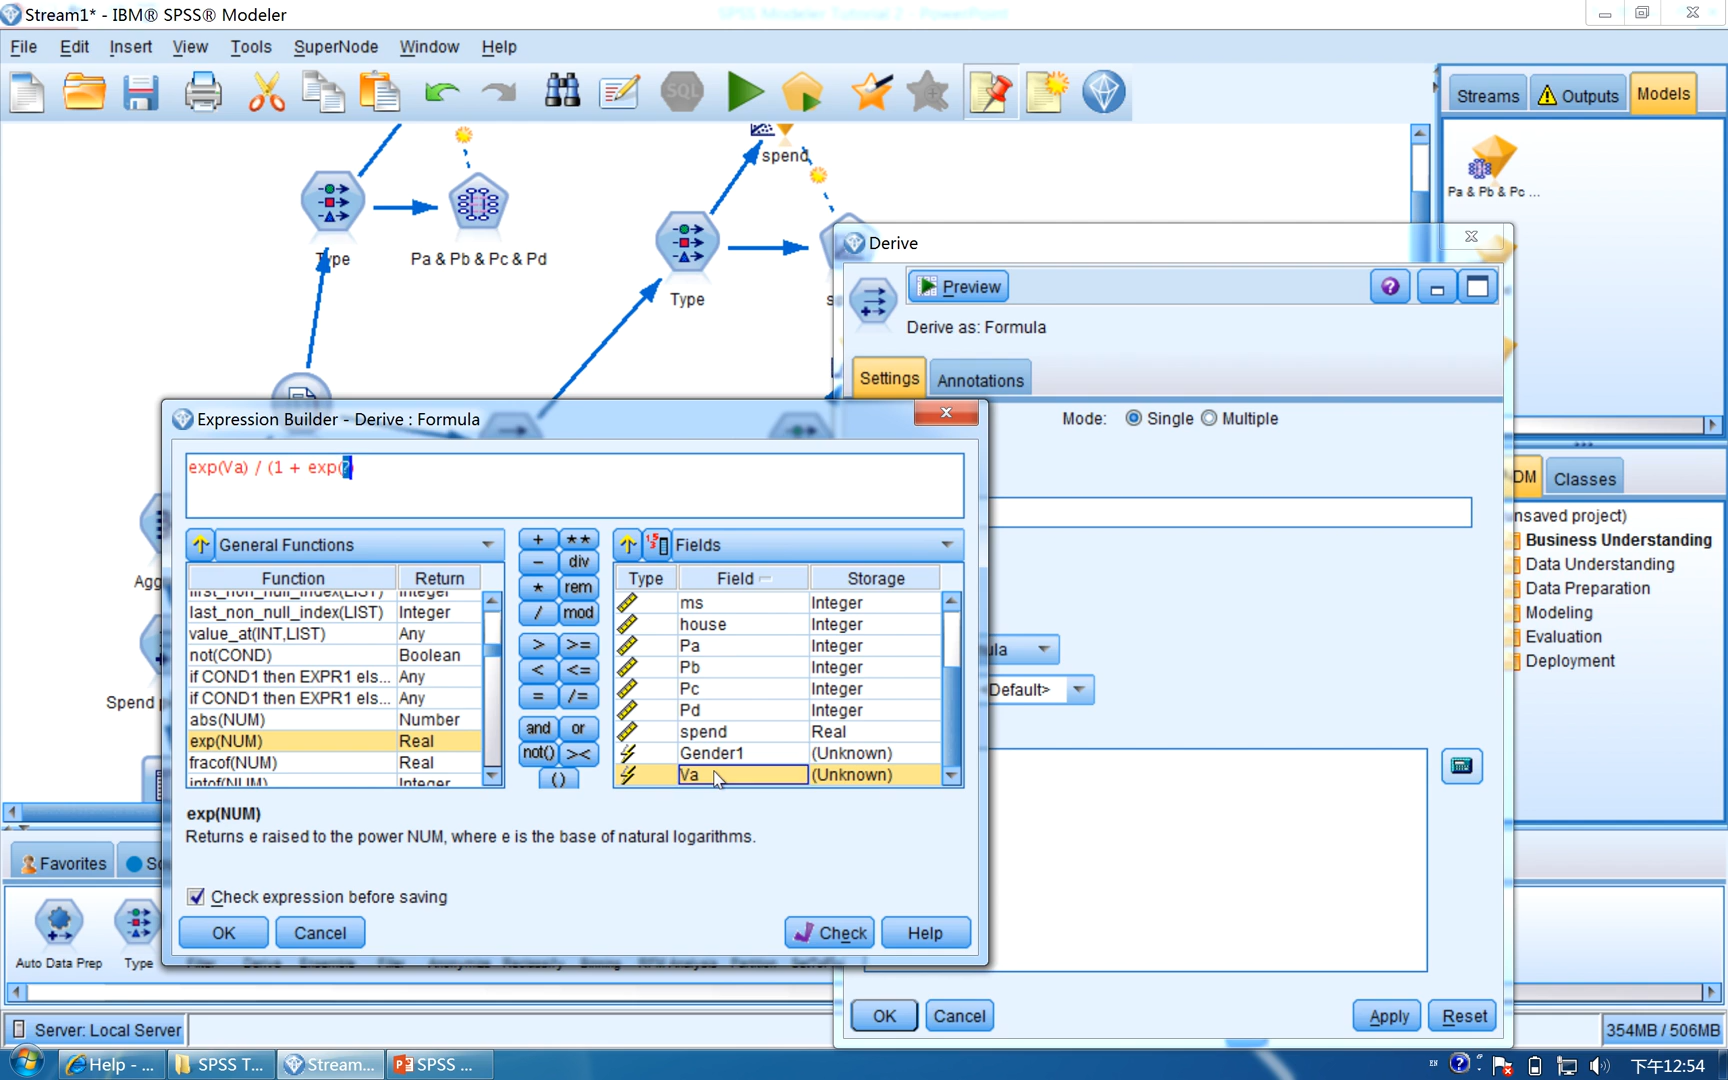 Stream1* - IBM® SPSS® Modeler
File Edit Insert View Tools SuperNode Window Help
SQL
Streams Outputs Models
Pa & Pb & Pc ...
spend
Type
Pa & Pb & Pc & Pd
Type
Derive
Preview
Derive as: Formula
Settings Annotations
Mode: Single Multiple
Expression Builder - Derive : Formula
exp(Va) / (1 + exp(?)
General Functions
Function Return
last_non_null_index(LIST) Integer
value_at(INT,LIST) Any
not(COND) Boolean
if COND1 then EXPR1 els... Any
if COND1 then EXPR1 els... Any
abs(NUM) Number
exp(NUM) Real
fracof(NUM) Real
intof(NUM) Integer
+ **
- div
* rem
/ mod
> >=
< <=
= /=
and or
not() ><
()
Fields
Type Field Storage
ms Integer
house Integer
Pa Integer
Pb Integer
Pc Integer
Pd Integer
spend Real
Gender1 (Unknown)
Va (Unknown)
exp(NUM)
Returns e raised to the power NUM, where e is the base of natural logarithms.
Check expression before saving
OK Cancel Check Help
Default>
OK Cancel Apply Reset
DM Classes
nsaved project)
Business Understanding
Data Understanding
Data Preparation
Modeling
Evaluation
Deployment
Agg
Spend p
Favorites So
Auto Data Prep Type
Server: Local Server
354MB / 506MB
Help - ... SPSS T... Stream... SPSS ...
EN
下午12:54